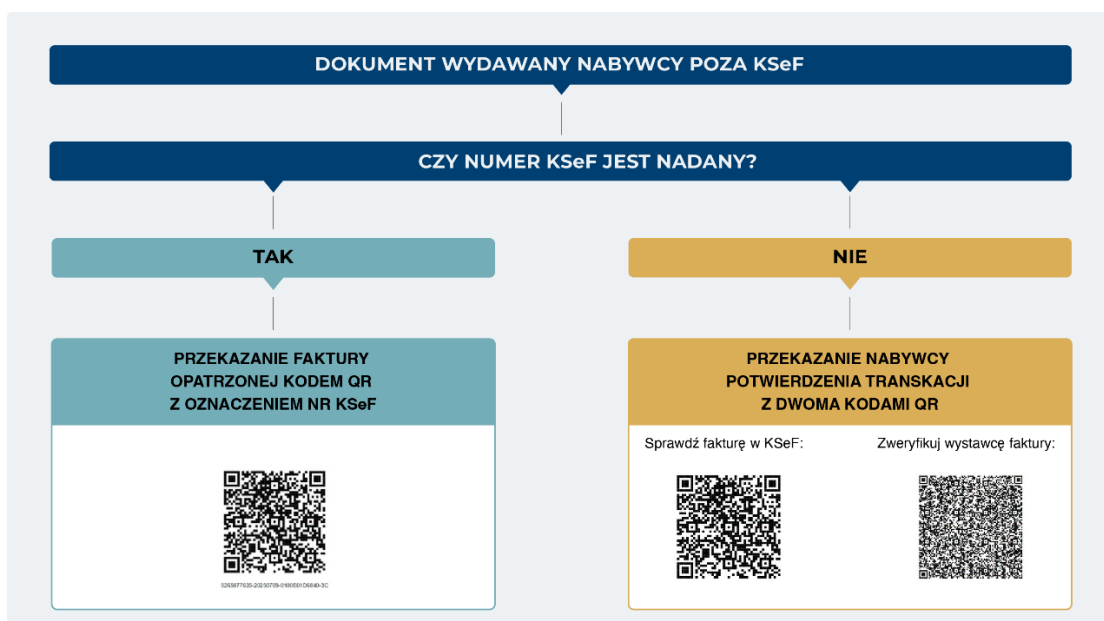 DOKUMENT WYDAWANY NABYWCY POZA KSeF
CZY NUMER KSeF JEST NADANY?
TAK
NIE
PRZEKAZANIE FAKTURY
OPATRZONEJ KODEM QR
Z OZNACZENIEM NR KSeF
PRZEKAZANIE NABYWCY
POTWIERDZENIA TRANSKACJI
Z DWOMA KODAMI QR
Sprawdź fakturę w KSeF:
Zweryfikuj wystawcę faktury: